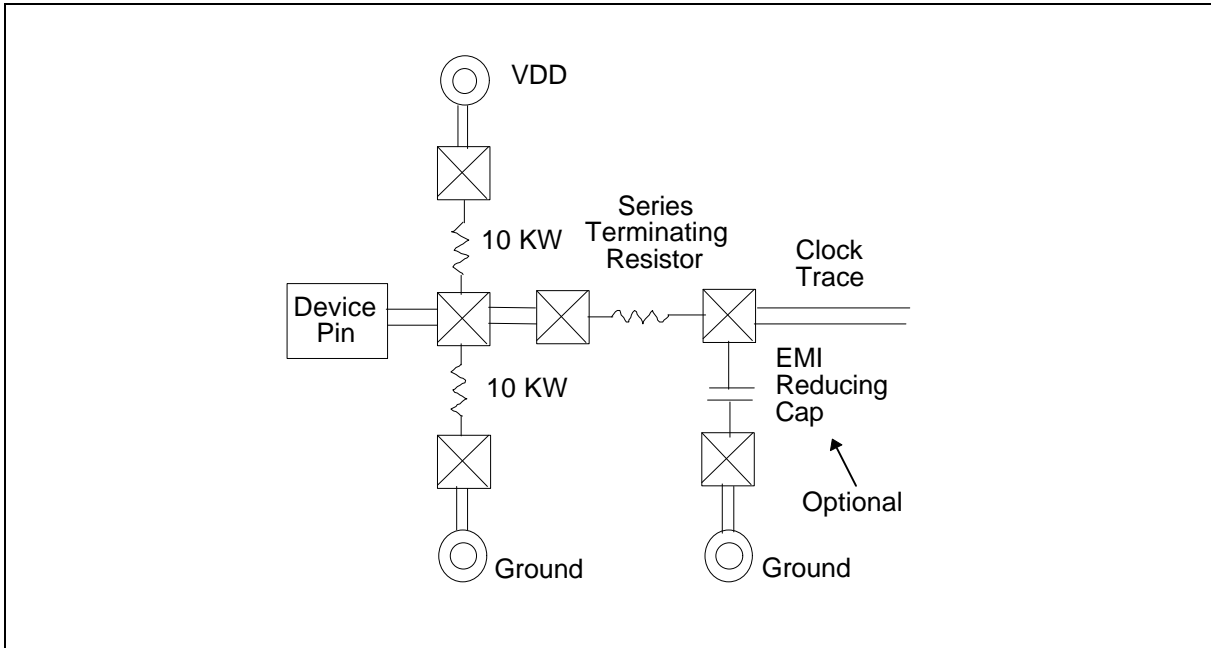 VDD
10 KW
Series
Terminating
Resistor
Clock
Trace
Device
Pin
10 KW
EMI
Reducing
Cap
Optional
Ground
Ground